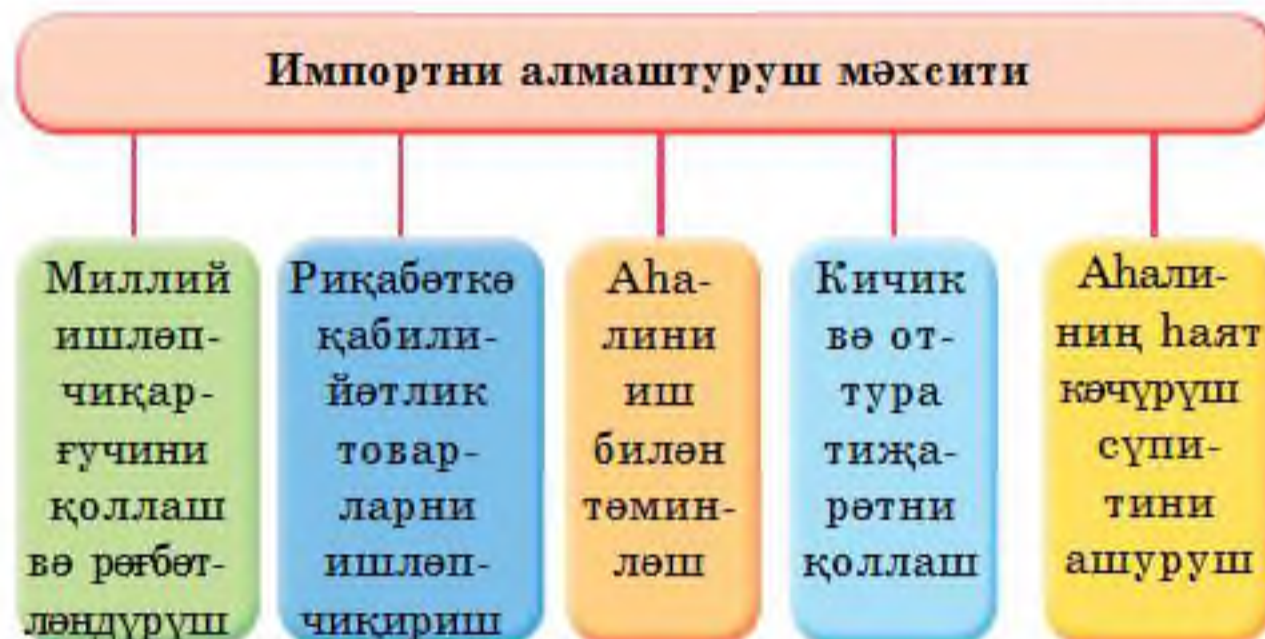 Импортни алмаштуруш мәхсити
Миллий
ишләп-
чиқар-
ғучини
қоллаш
вә рәғбәт-
ләндүрүш
Риқабәткә
қабили-
йәтлик
товар-
ларни
ишләп-
чиқириш
Аһа-
лини
иш
билән
тәмин-
ләш
Кичик
вә от-
тура
тиҗа-
рәтни
қоллаш
Аһали-
ниң һаят
кәчүрүш
сүпи-
тини
ашуруш